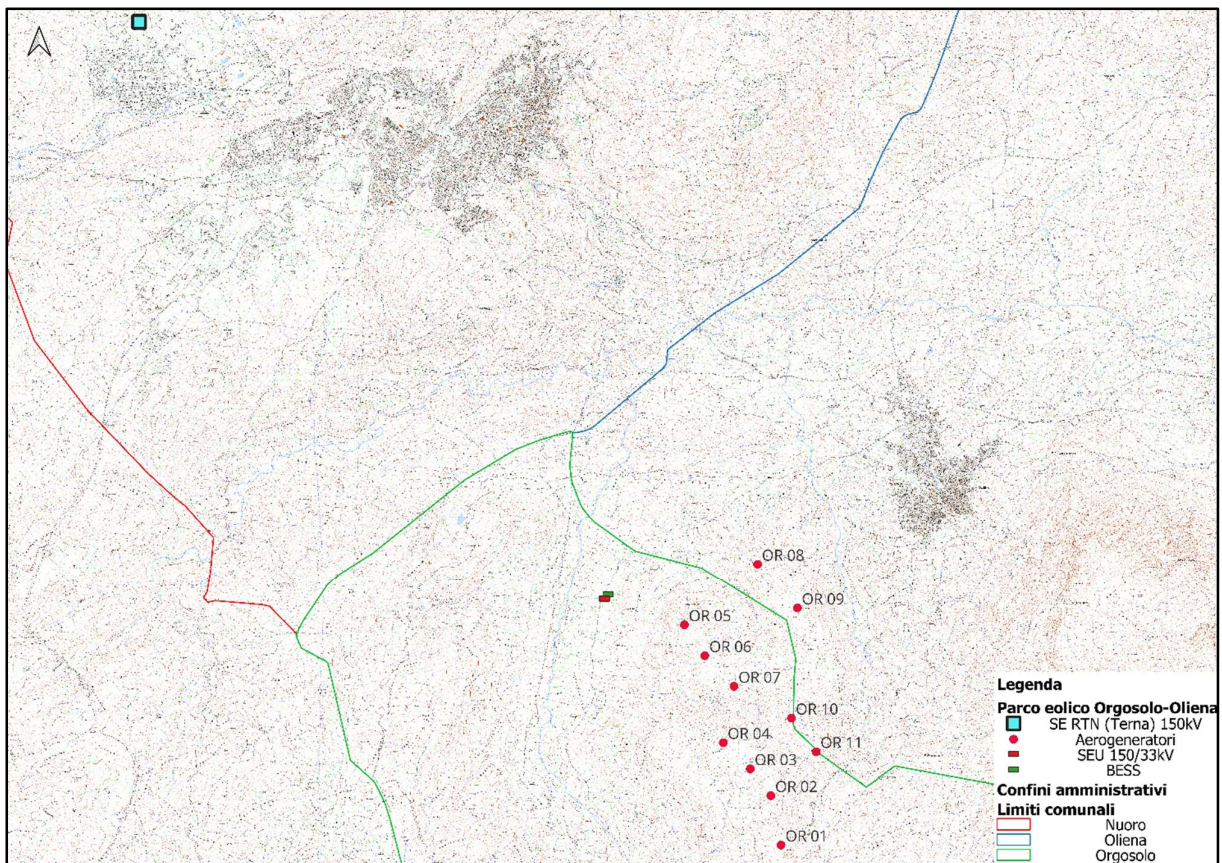 OR 08
OR 09
OR 05
OR 06
OR 07
OR 10
OR 04
OR 11
OR 03
OR 02
OR 01
Legenda
Parco eolico Orgosolo-Oliena
SE RTN (Terna) 150kV
Aerogeneratori
SEU 150/33kV
BESS
Confini amministrativi
Limiti comunali
Nuoro
Oliena
Orgosolo